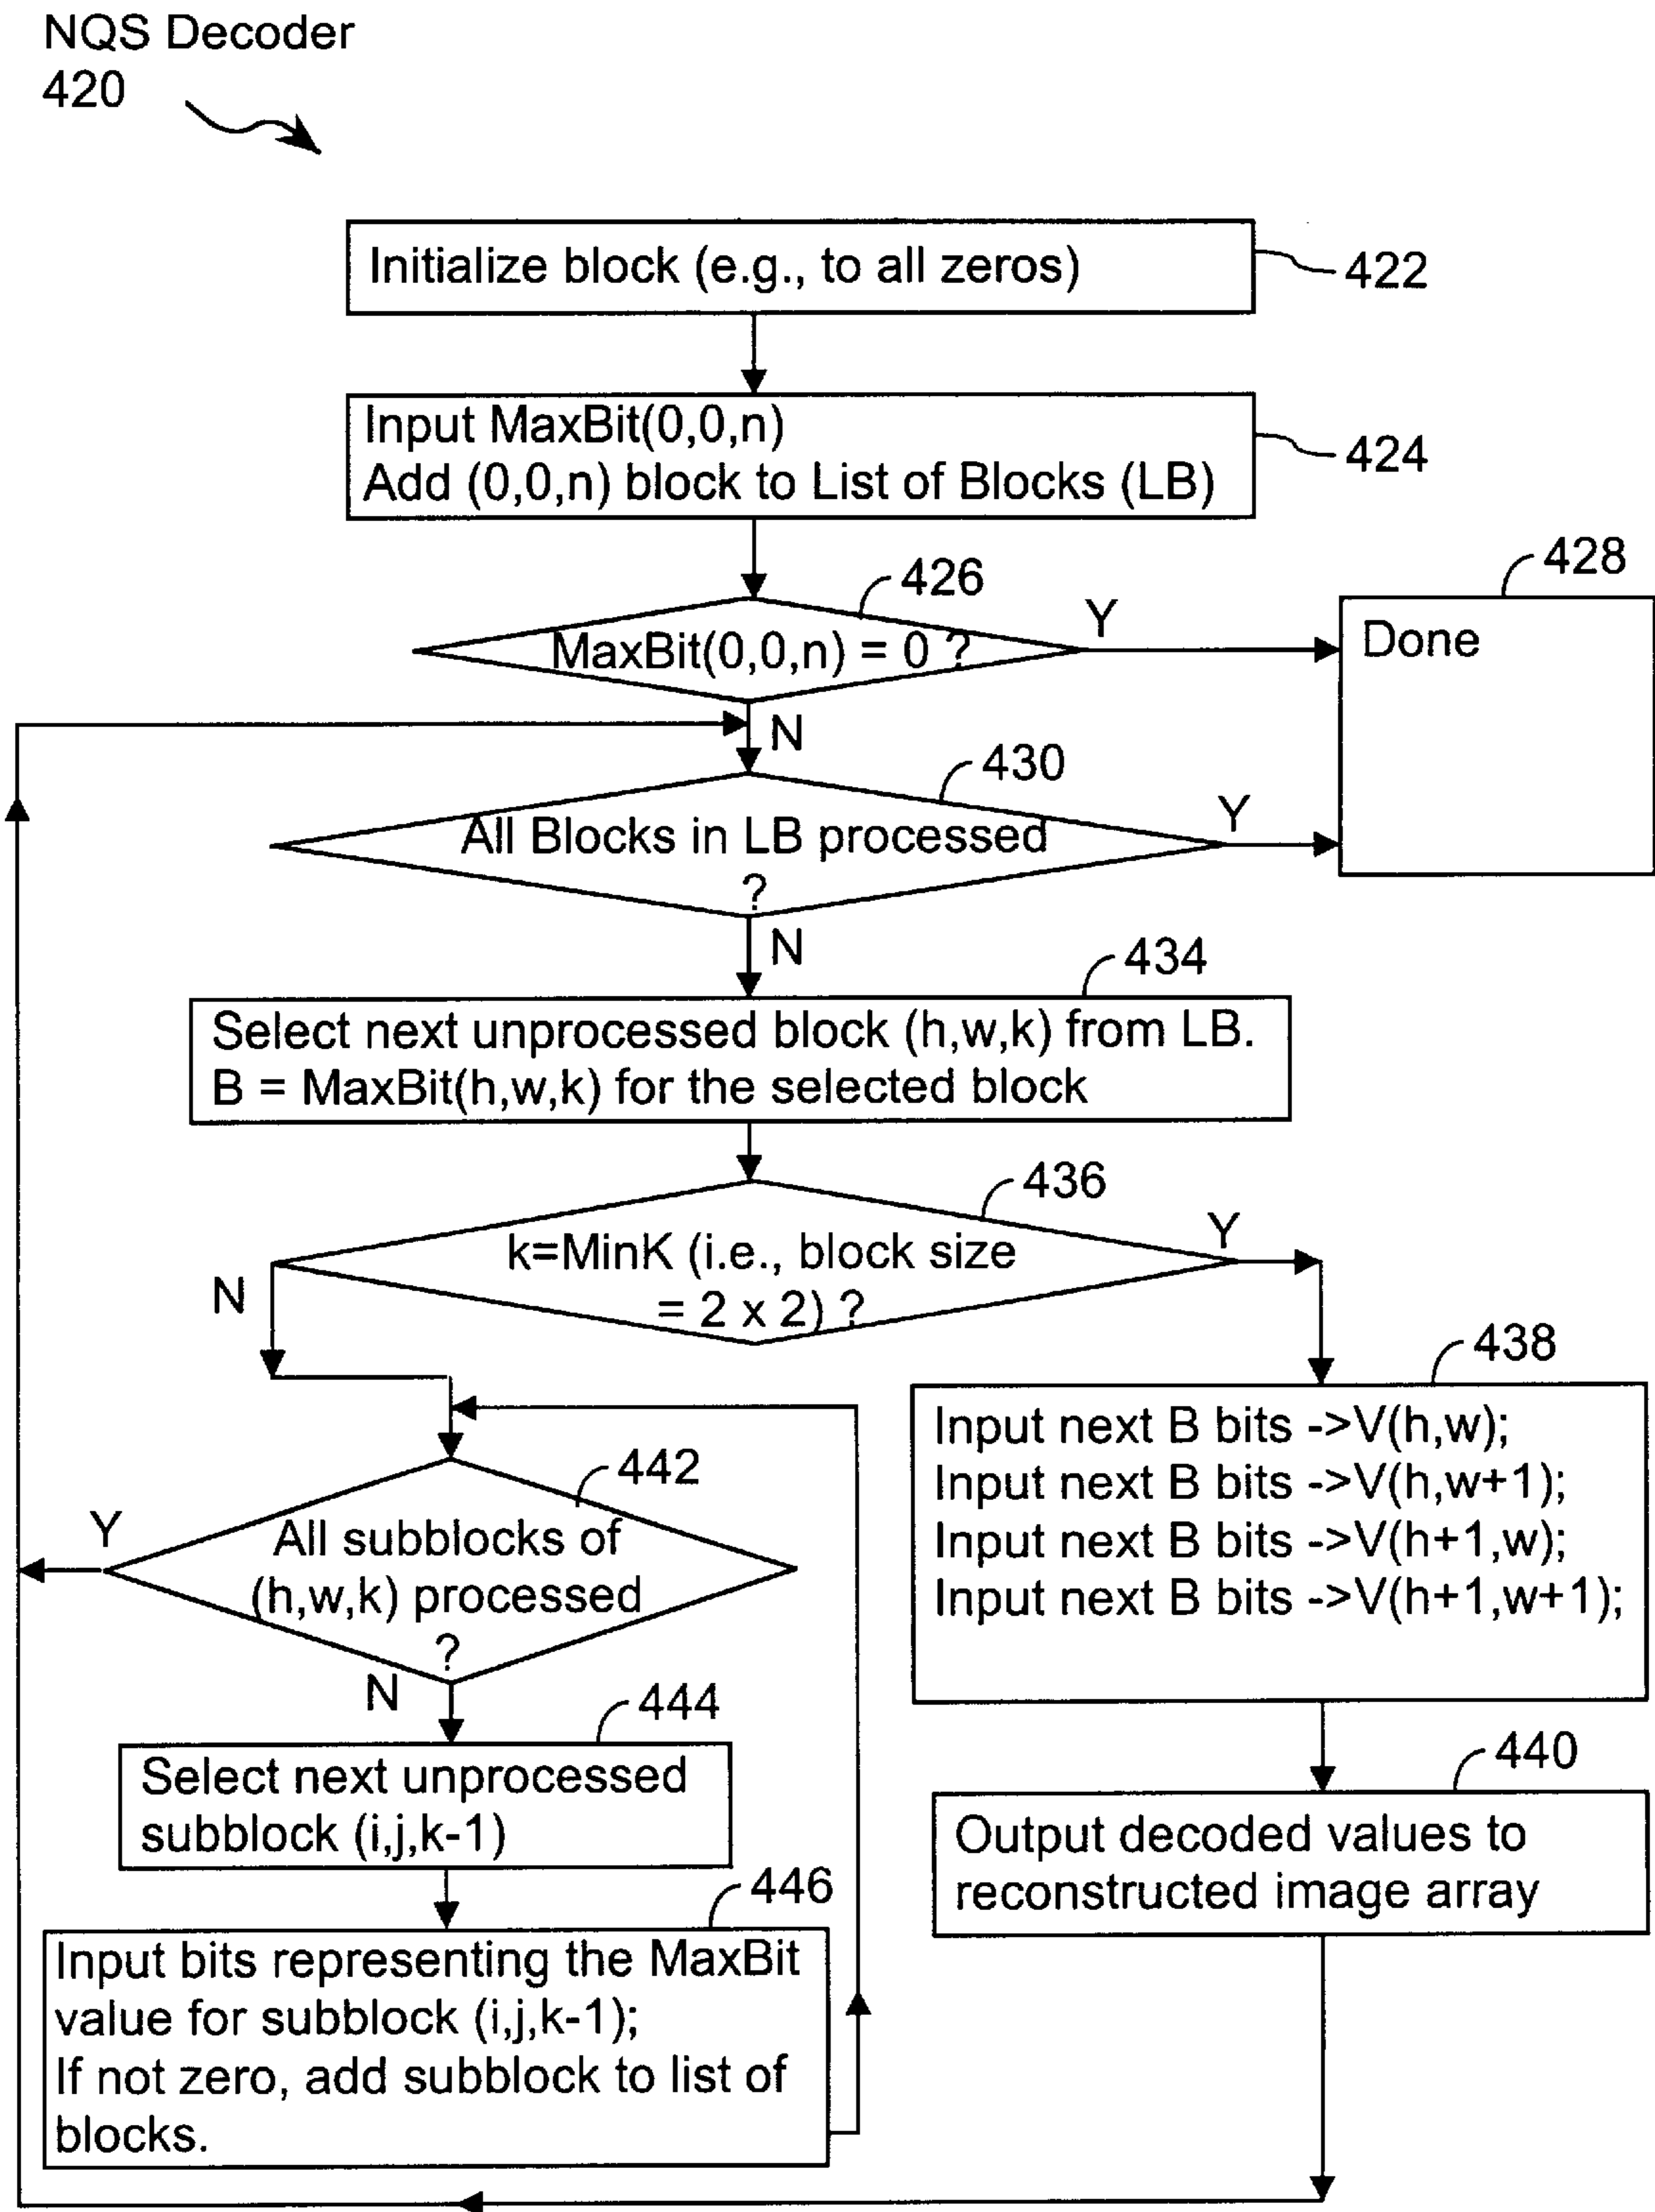 NQS Decoder
420
Initialize block (e.g., to all zeros)
422
Input MaxBit(0,0,n)
Add (0,0,n) block to List of Blocks (LB)
424
426
MaxBit(0,0,n) = 0 ?
Y
428
Done
N
430
All Blocks in LB processed
?
Y
N
434
Select next unprocessed block (h,w,k) from LB.
B = MaxBit(h,w,k) for the selected block
436
k=MinK (i.e., block size
= 2 x 2) ?
Y
N
438
Input next B bits ->V(h,w);
Input next B bits ->V(h,w+1);
Input next B bits ->V(h+1,w);
Input next B bits ->V(h+1,w+1);
442
All subblocks of
(h,w,k) processed
?
Y
N
444
Select next unprocessed
subblock (i,j,k-1)
440
Output decoded values to
reconstructed image array
446
Input bits representing the MaxBit
value for subblock (i,j,k-1);
If not zero, add subblock to list of
blocks.